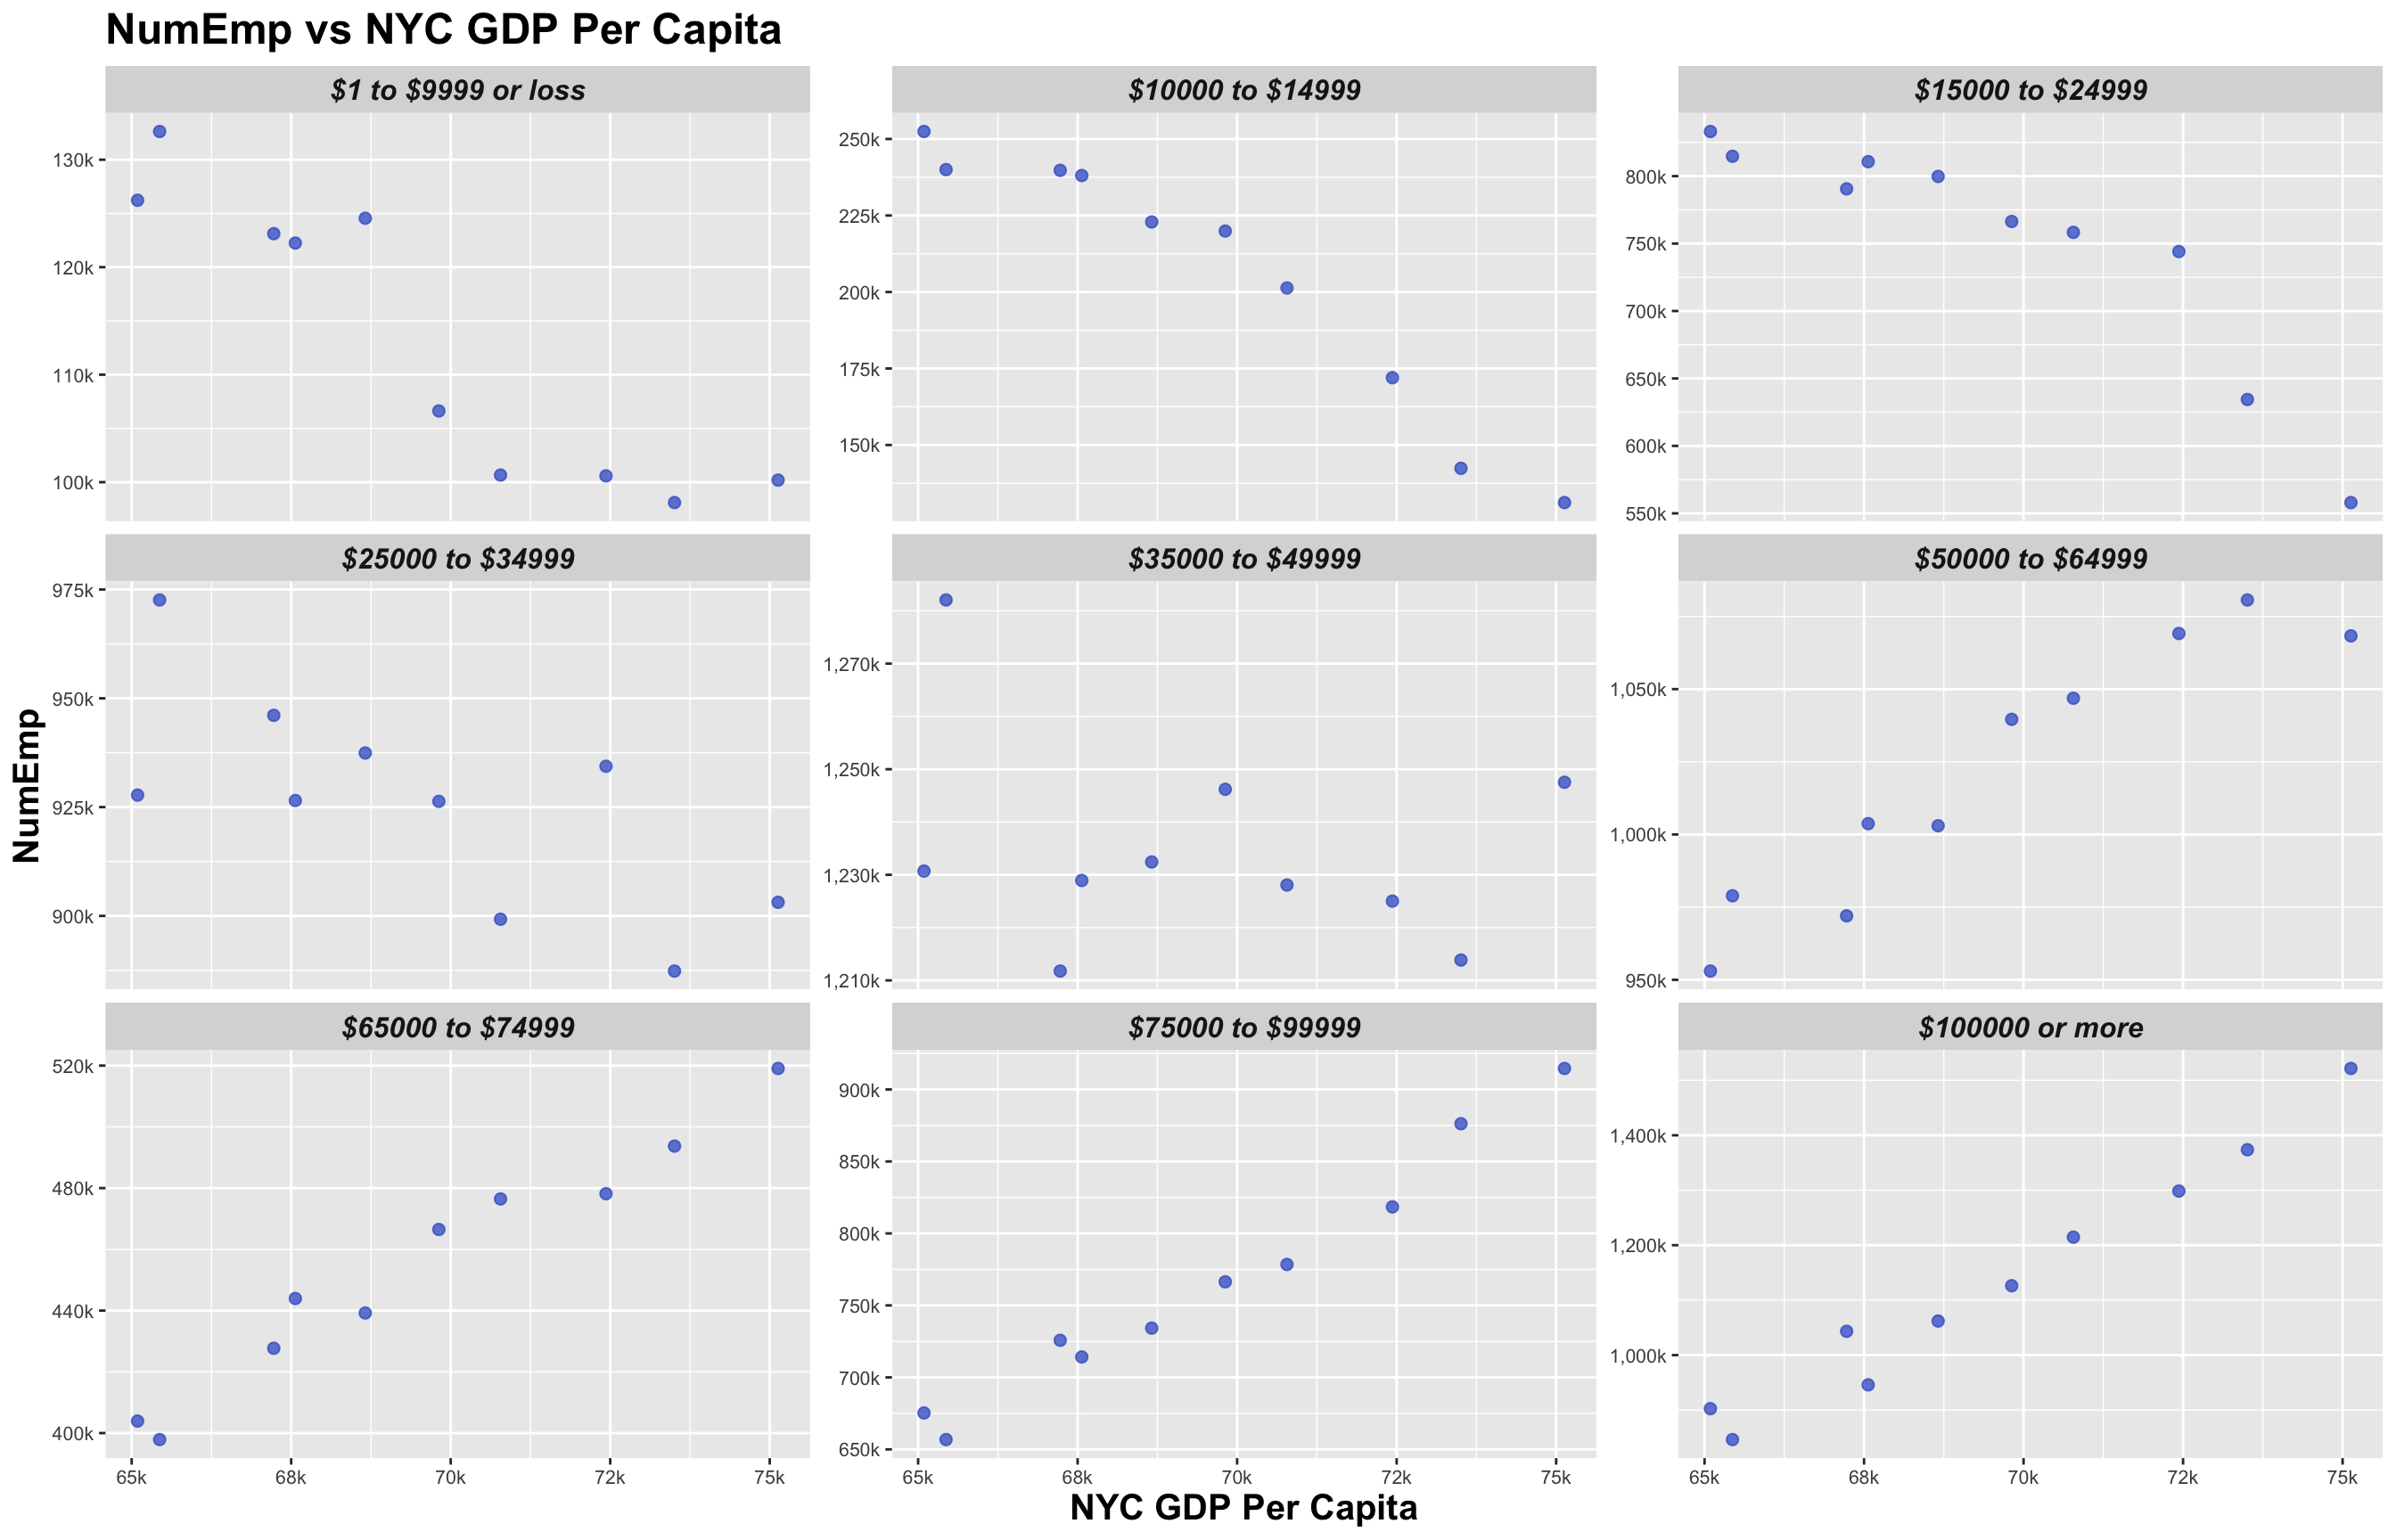 NumEmp vs NYC GDP Per Capita
$1 to $9999 or loss
$10000 to $14999
$15000 to $24999
130k
120k
110k
100k
250k
225k
200k
175k
150k
800k
750k
700k
650k
600k
550k
$25000 to $34999
$35000 to $49999
$50000 to $64999
NumEmp
975k
950k
925k
900k
1,270k
1,250k
1,230k
1,210k
1,050k
1,000k
950k
$65000 to $74999
$75000 to $99999
$100000 or more
520k
480k
440k
400k
900k
850k
800k
750k
700k
650k
1,400k
1,200k
1,000k
65k 68k 70k 72k 75k
65k 68k 70k 72k 75k
65k 68k 70k 72k 75k
NYC GDP Per Capita